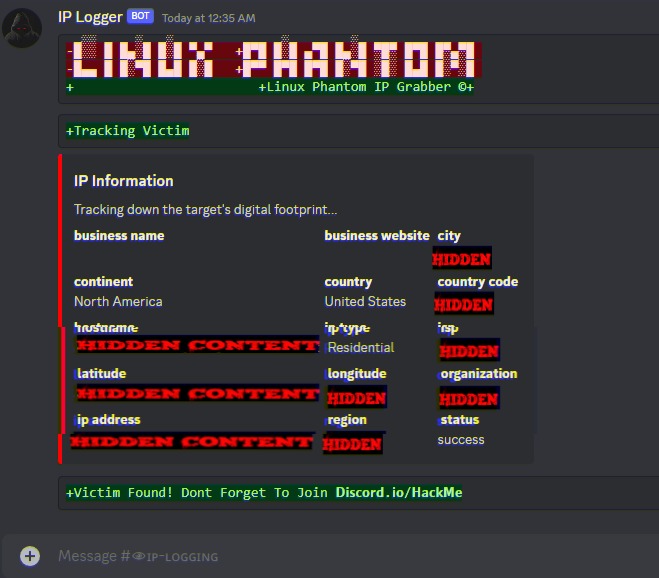 IP Logger BOT Today at 12:35 AM
-LINUX +PHANTOM
-
+ +Linux Phantom IP Grabber ©+
+Tracking Victim
IP Information
Tracking down the target's digital footprint...
business name business website city
HIDDEN
continent country country code
North America United States HIDDEN
hostname ip-type isp
HIDDEN CONTENT Residential HIDDEN
latitude longitude organization
HIDDEN CONTENT HIDDEN HIDDEN
ip address region status
HIDDEN CONTENT HIDDEN success
+Victim Found! Dont Forget To Join Discord.io/HackMe
Message #👁IP-LOGGING